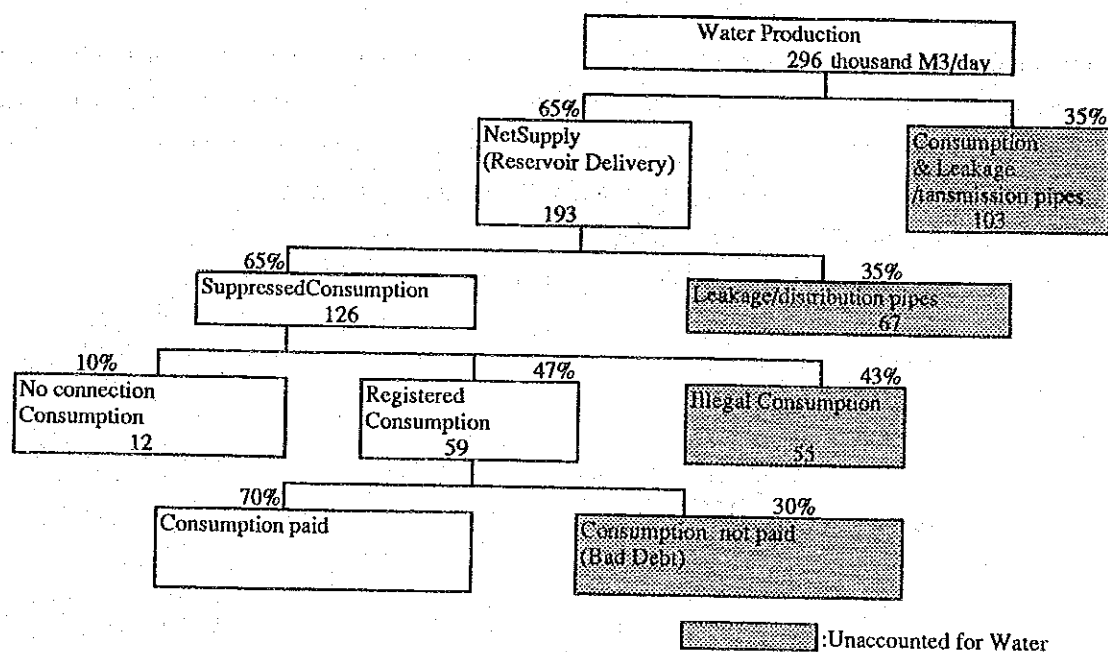 Water Production
296 thousand M3/day
65%
35%
NetSupply
(Reservoir Delivery)
193
Consumption
& Leakage
/tansmission pipes
103
65%
35%
SuppressedConsumption
126
Leakage/distribution pipes
67
10%
47%
43%
No connection
Consumption
12
Registered
Consumption
59
Illegal Consumption
55
70%
30%
Consumption paid
Consumption not paid
(Bad Debt)
:Unaccounted for Water